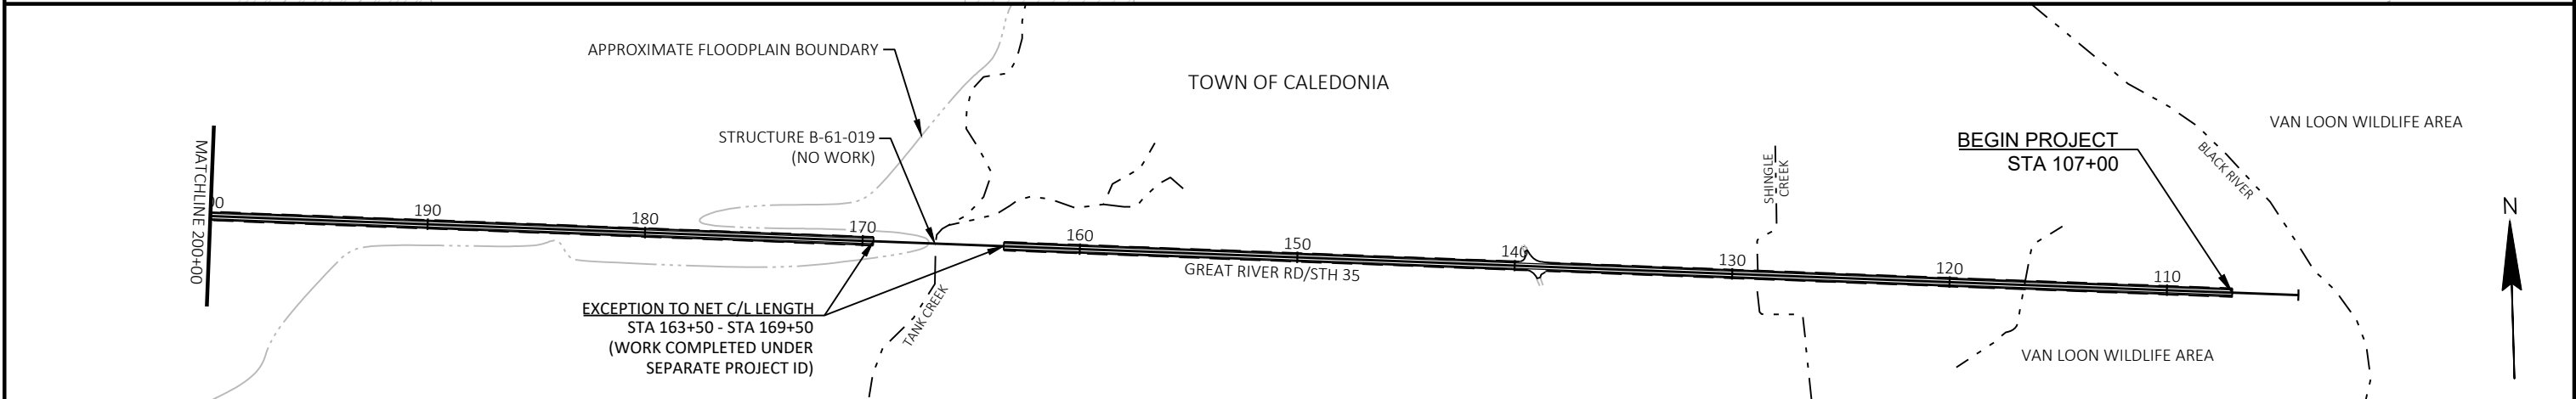 APPROXIMATE FLOODPLAIN BOUNDARY
TOWN OF CALEDONIA
VAN LOON WILDLIFE AREA
STRUCTURE B-61-019
(NO WORK)
BEGIN PROJECT
STA 107+00
BLACK RIVER
SHINGLE
CREEK
MATCHLINE 200+00
N
190
180
170
160
150
140
130
120
110
GREAT RIVER RD/STH 35
EXCEPTION TO NET C/L LENGTH
STA 163+50 - STA 169+50
(WORK COMPLETED UNDER
SEPARATE PROJECT ID)
TANK CREEK
VAN LOON WILDLIFE AREA